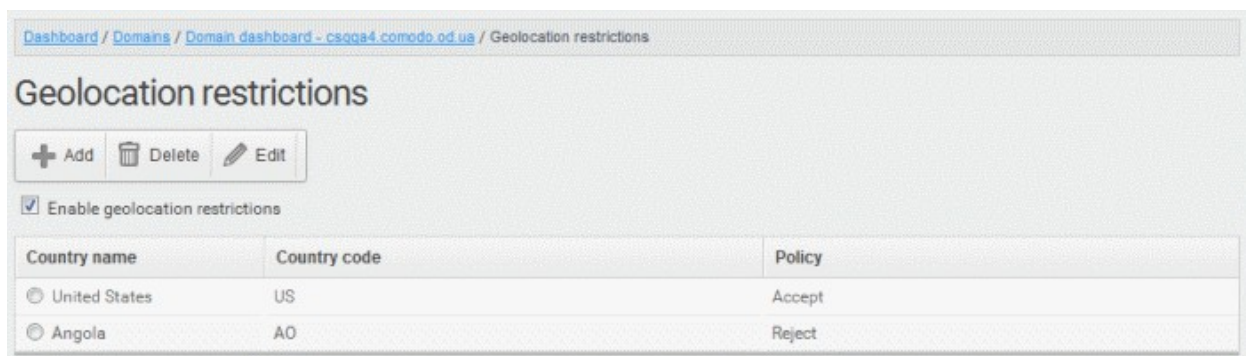 Dashboard / Domains / Domain dashboard - csqqa4.comodo.od.ua / Geolocation restrictions
Geolocation restrictions
Add Delete Edit
Enable geolocation restrictions
Country name Country code Policy
United States US Accept
Angola AO Reject